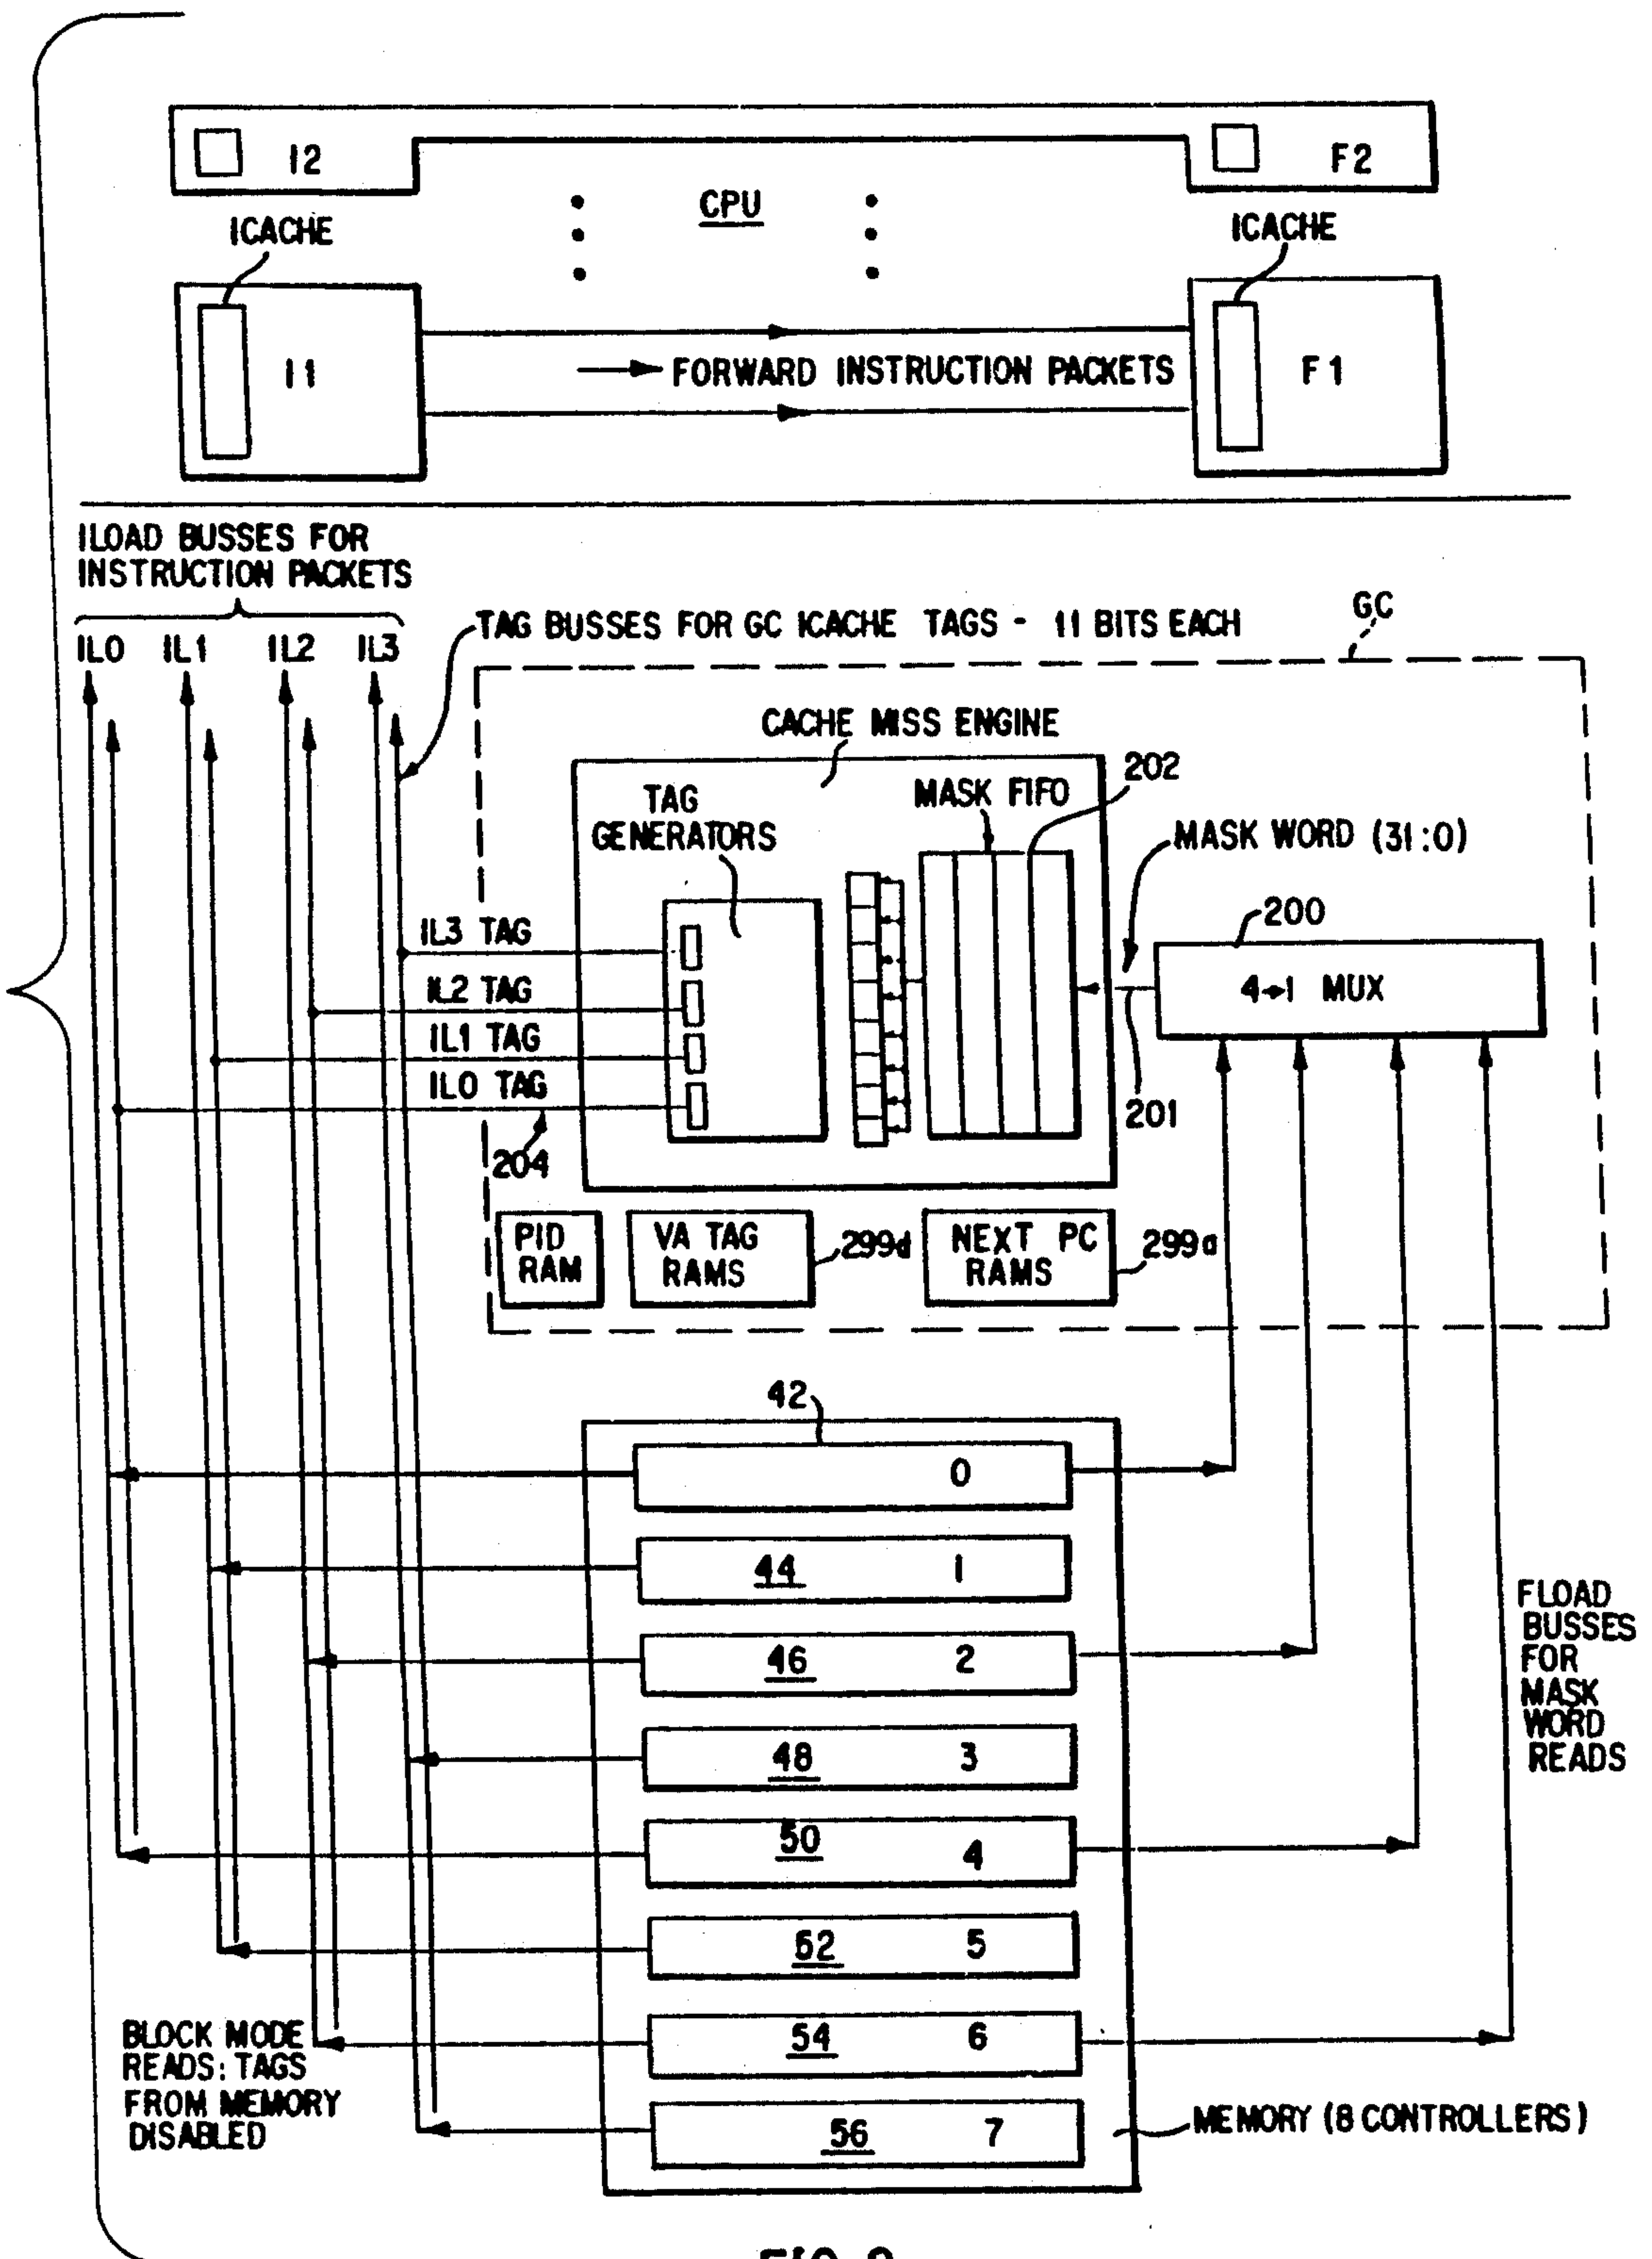 I2
F2
CPU
ICACHE
ICACHE
I1
FORWARD INSTRUCTION PACKETS
F1
ILOAD BUSSES FOR
INSTRUCTION PACKETS
IL0 IL1 IL2 IL3
TAG BUSSES FOR GC ICACHE TAGS - 11 BITS EACH
GC
CACHE MISS ENGINE
202
TAG
GENERATORS
MASK FIFO
MASK WORD (31:0)
200
4→1 MUX
IL3 TAG
IL2 TAG
IL1 TAG
IL0 TAG
201
204
PID
RAM
VA TAG
RAMS
299d
NEXT PC
RAMS
299a
42
0
44 1
46 2
48 3
50 4
52 5
54 6
56 7
FLOAD
BUSSES
FOR
MASK
WORD
READS
BLOCK MODE
READS: TAGS
FROM MEMORY
DISABLED
MEMORY (8 CONTROLLERS)